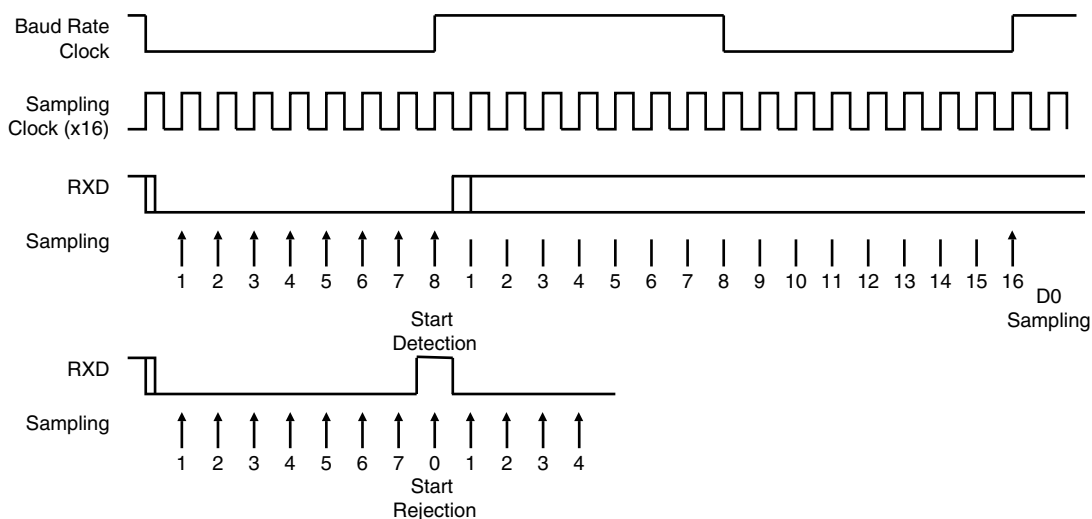 Baud Rate
Clock
Sampling
Clock (x16)
RXD
Sampling
1 2 3 4 5 6 7 8 1 2 3 4 5 6 7 8 9 10 11 12 13 14 15 16
D0
Sampling
Start
Detection
RXD
Sampling
1 2 3 4 5 6 7 0 1 2 3 4
Start
Rejection